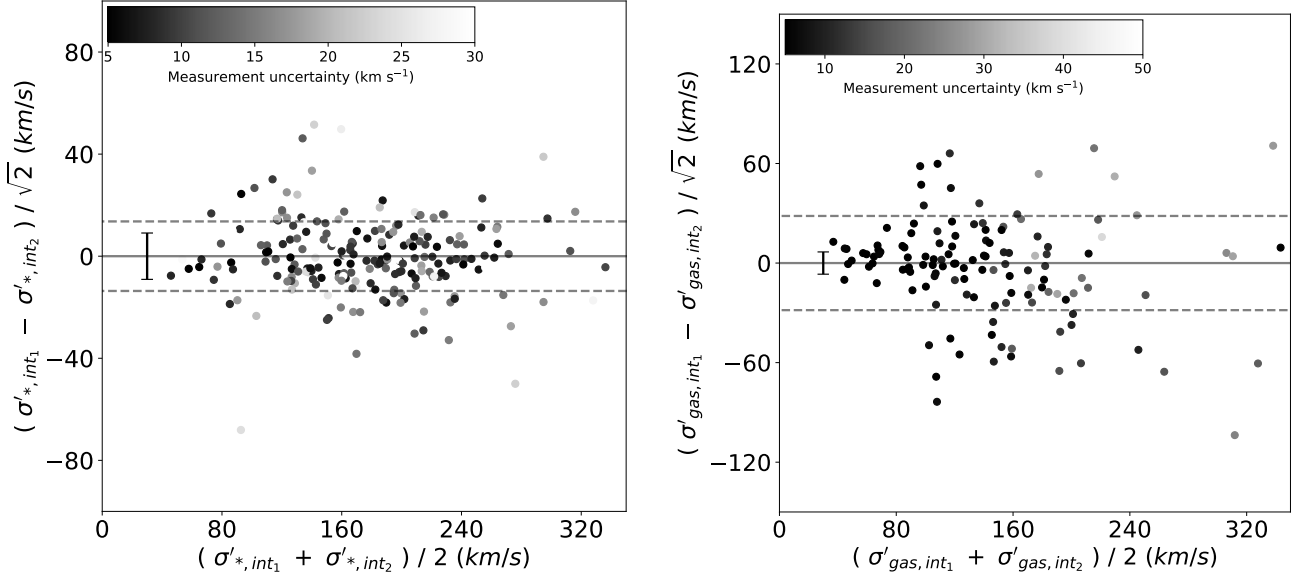 80
40
0
−40
−80
0 80 160 240 320
5 10 15 20 25 30
Measurement uncertainty (km s⁻¹)
( σ′*,int₁ − σ′*,int₂ ) / √2 (km/s)
( σ′*,int₁ + σ′*,int₂ ) / 2 (km/s)
120
60
0
−60
−120
0 80 160 240 320
10 20 30 40 50
Measurement uncertainty (km s⁻¹)
( σ′gas,int₁ − σ′gas,int₂ ) / √2 (km/s)
( σ′gas,int₁ + σ′gas,int₂ ) / 2 (km/s)